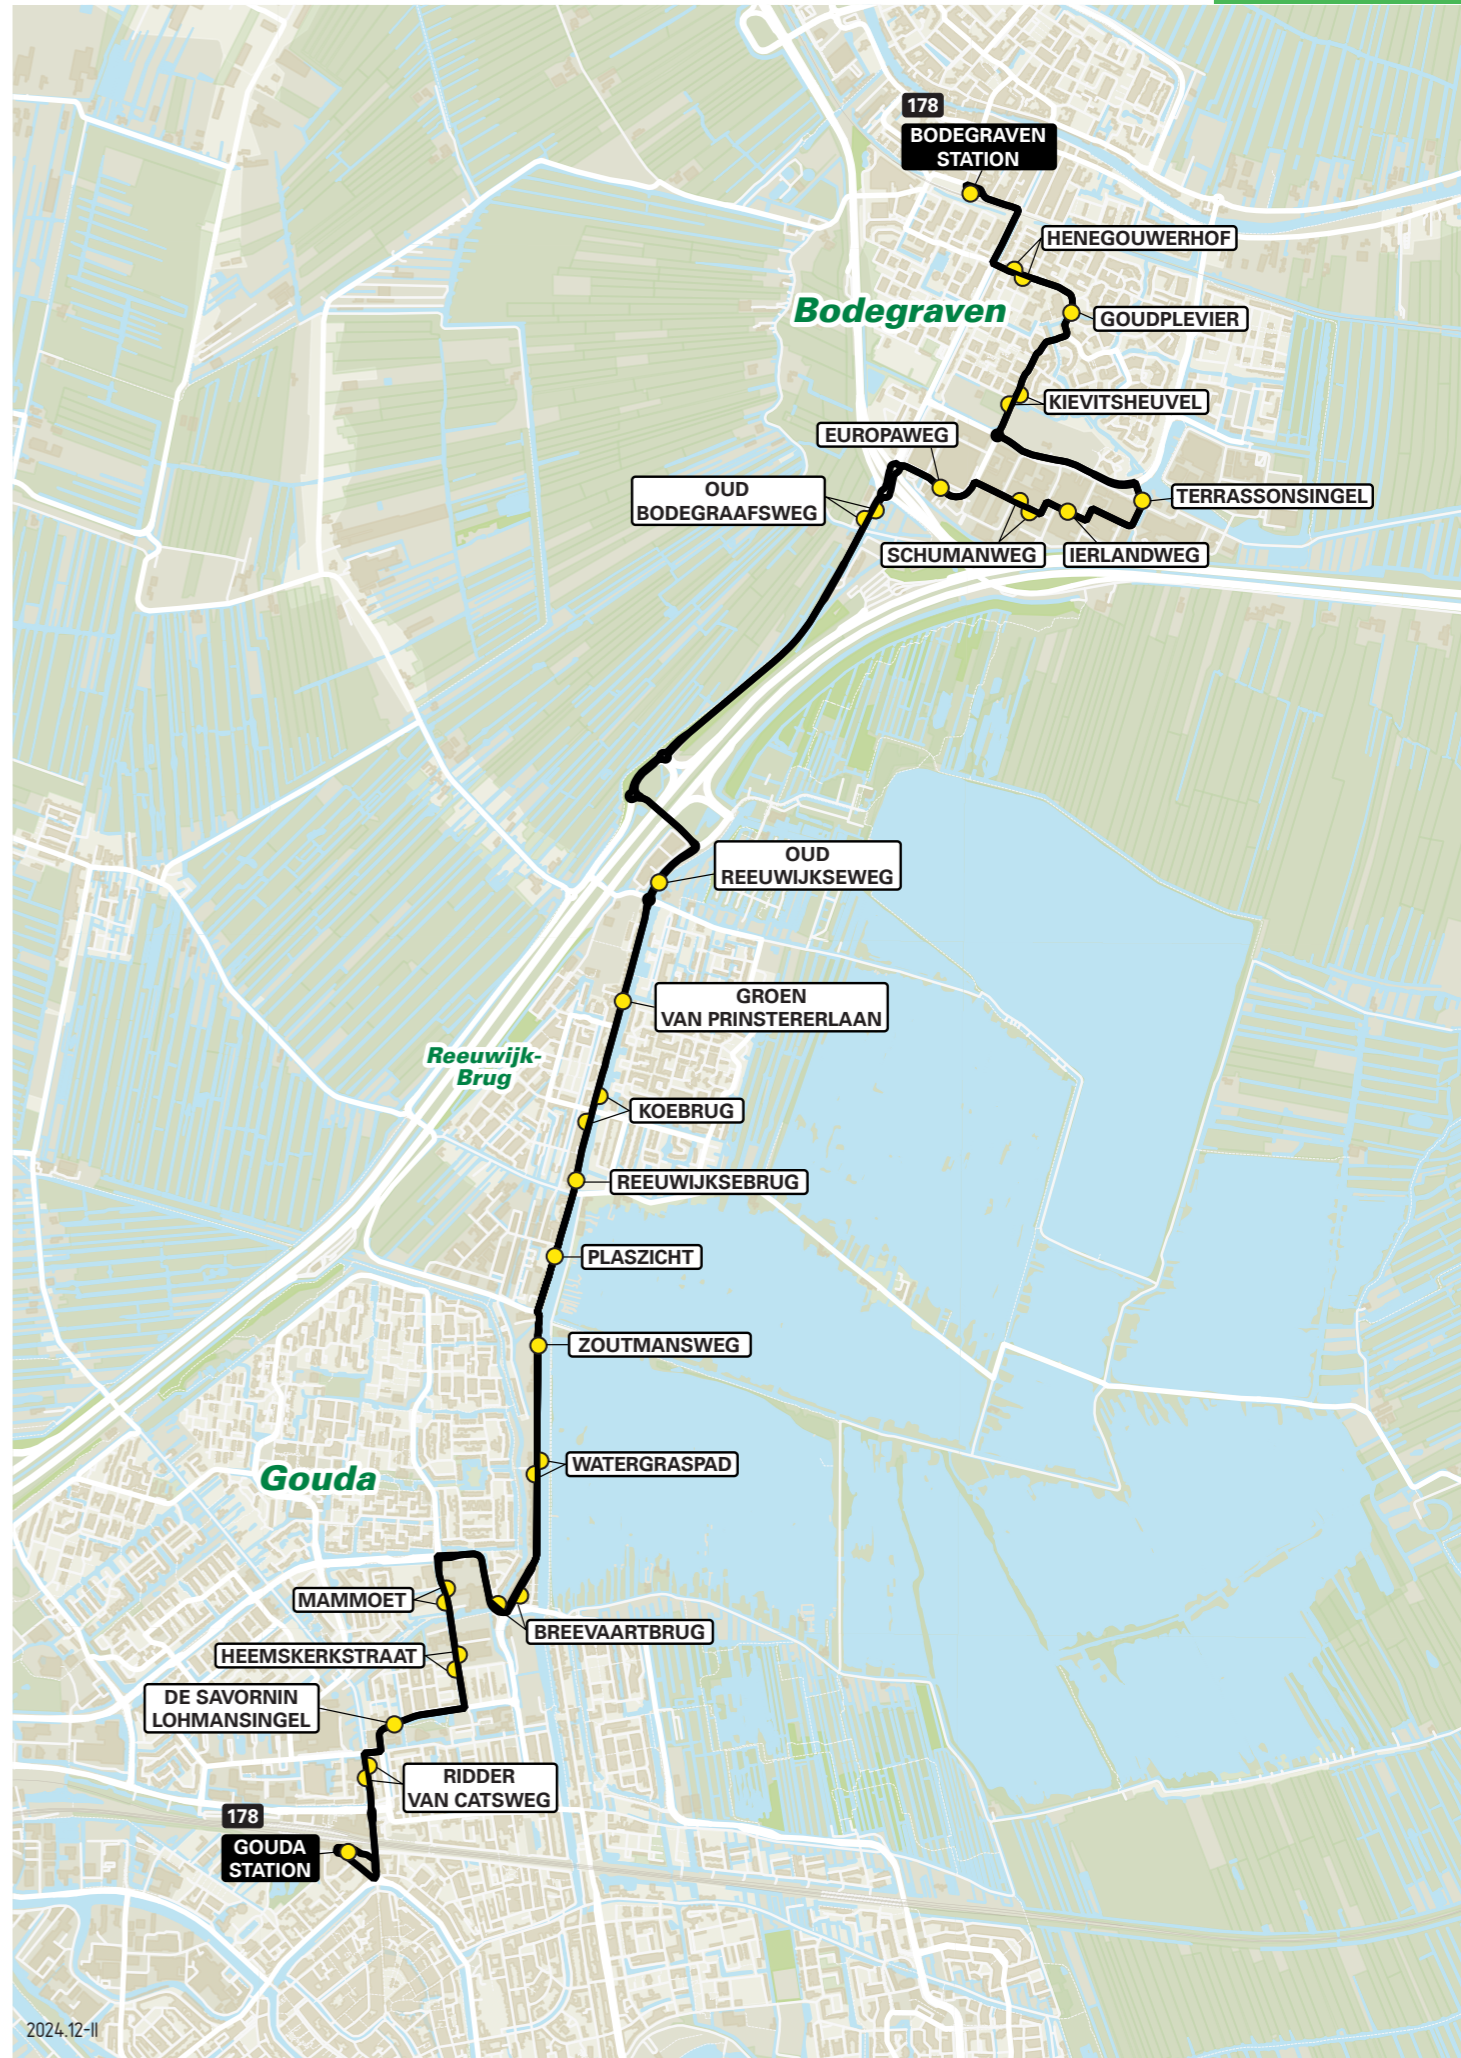 178
BODEGRAVEN
STATION
HENEGOUWERHOF
Bodegraven
GOUDPLEVIER
KIEVITSHEUVEL
EUROPAWEG
OUD
BODEGRAAFSWEG
TERRASSONSINGEL
SCHUMANWEG
IERLANDWEG
OUD
REEUWIJKSEWEG
GROEN
VAN PRINSTERERLAAN
Reeuwijk-
Brug
KOEBRUG
REEUWIJKSEBRUG
PLASZICHT
ZOUTMANSWEG
WATERGRASPAD
Gouda
MAMMOET
BREEVAARTBRUG
HEEMSKERKSTRAAT
DE SAVORNIN
LOHMANSINGEL
RIDDER
VAN CATSWEG
178
GOUDA
STATION
2024.12-II